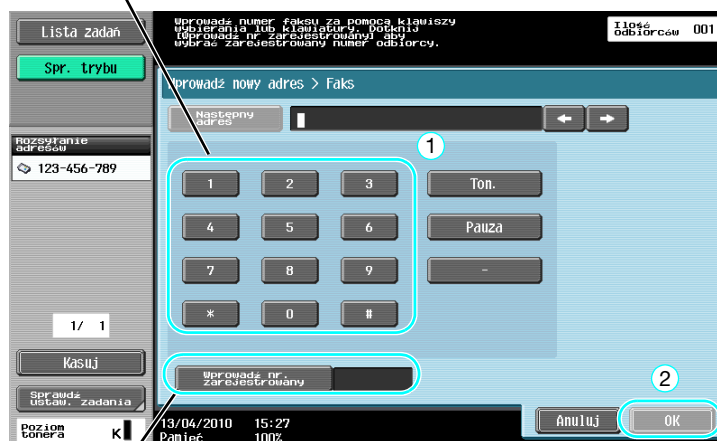 Lista zadań
Wprowadź numer faksu za pomocą klawiszy
wybierania lub klawiatury. Dotknij
[Wprowadź nr zarejestrowany] aby
wybrać zarejestrowany numer odbiorcy.
Ilość
odbiorców 001
Spr. trybu
Wprowadź nowy adres > Faks
Następny
adres
← →
Rozsyłanie
adresów
123-456-789
1
1 2 3 Ton.
4 5 6 Pauza
7 8 9 -
* 0 #
1/ 1
Kasuj
Wprowadź nr.
zarejestrowany
2
Sprawdź
ustaw. zadania
Anuluj OK
Poziom
tonera K
13/04/2010 15:27
Pamięć 100%